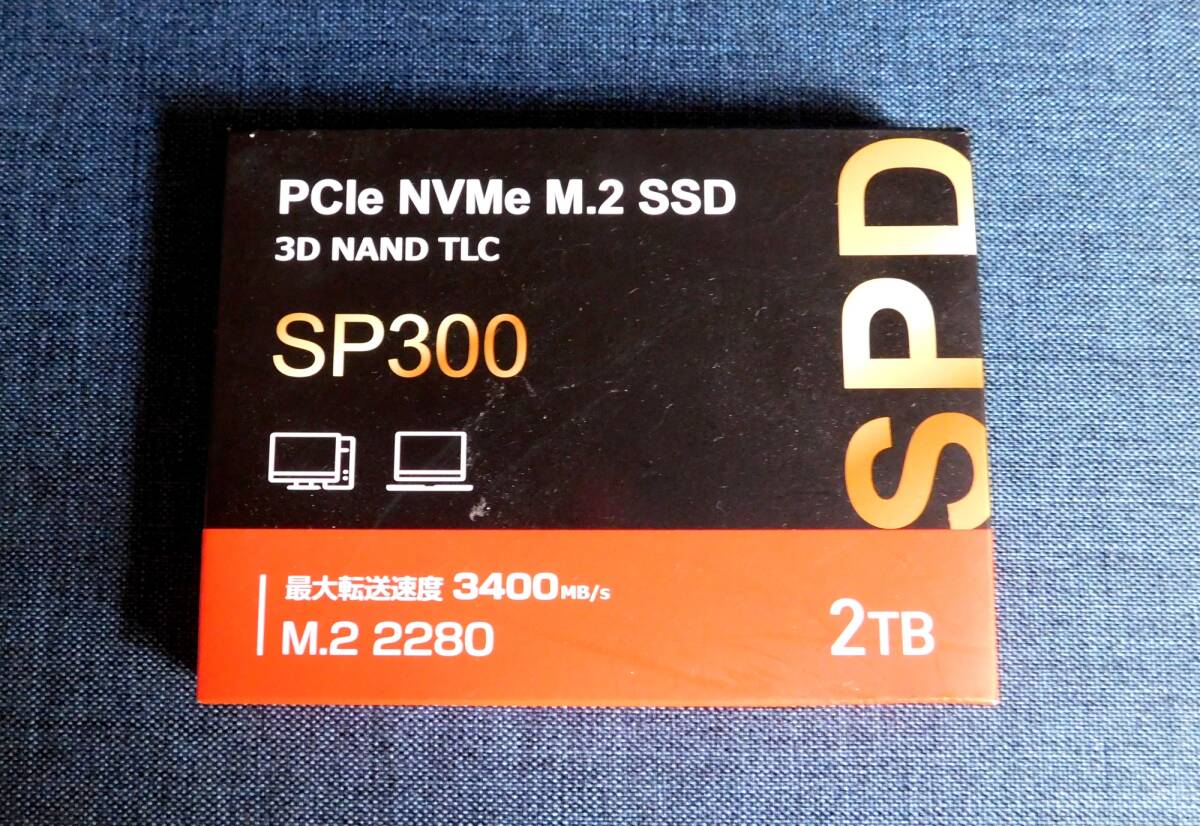 PCIe NVMe M.2 SSD
3D NAND TLC
SP300
SPD
最大転送速度 3400MB/s
M.2 2280
2TB